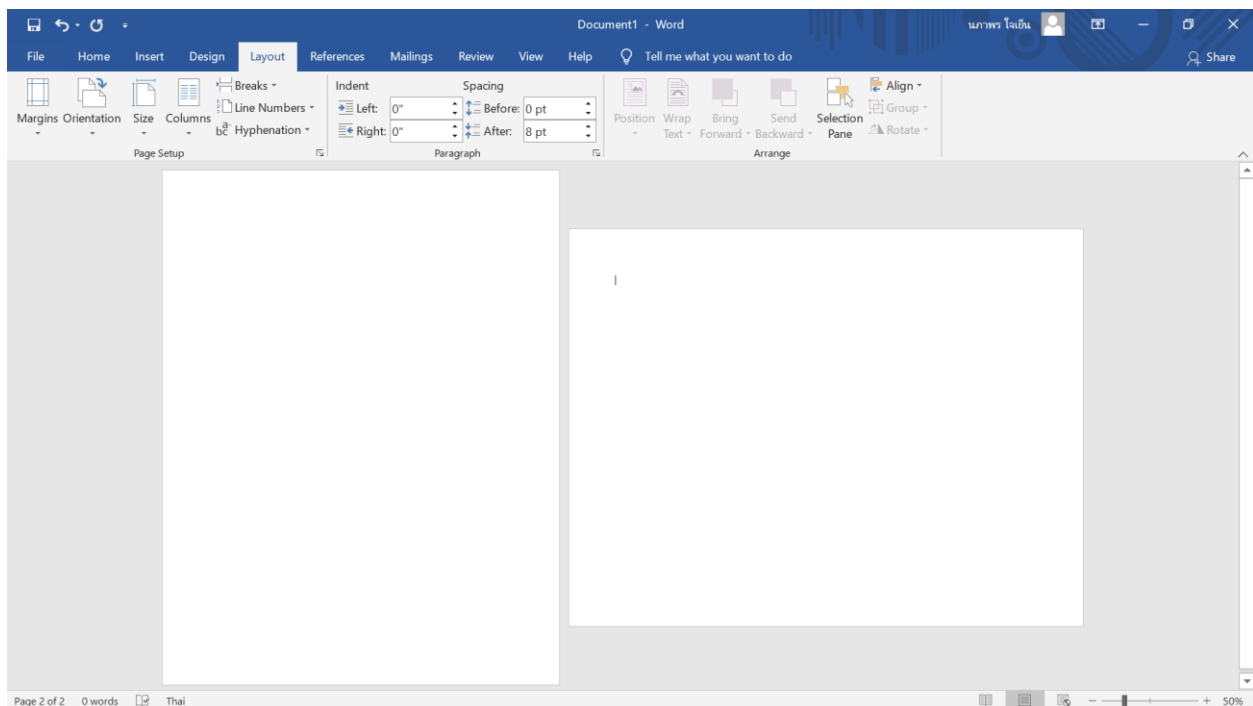 Document1 - Word
นภาพร ใจเย็น
File Home Insert Design Layout References Mailings Review View Help Tell me what you want to do Share
Margins Orientation Size Columns
Breaks
Line Numbers
Hyphenation
Page Setup
Indent Spacing
Left: 0" Before: 0 pt
Right: 0" After: 8 pt
Paragraph
Position Wrap Text Bring Forward Send Backward Selection Pane
Align
Group
Rotate
Arrange
Page 2 of 2 0 words Thai 50%